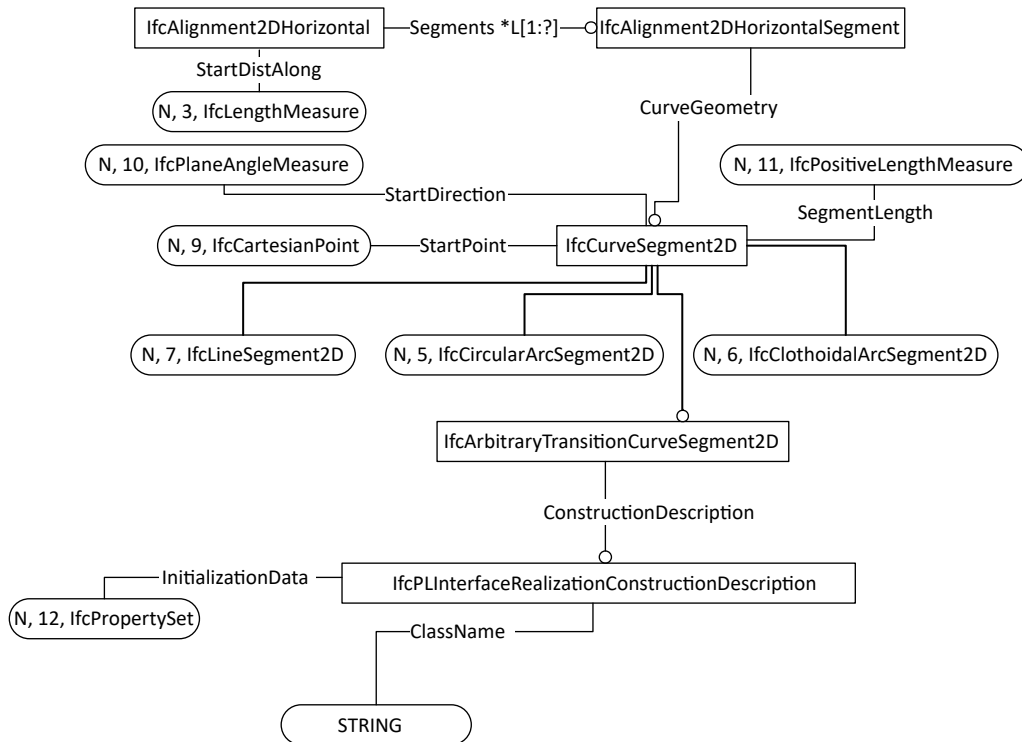 IfcAlignment2DHorizontal
Segments *L[1:?]
IfcAlignment2DHorizontalSegment
StartDistAlong
N, 3, IfcLengthMeasure
CurveGeometry
N, 10, IfcPlaneAngleMeasure
N, 11, IfcPositiveLengthMeasure
StartDirection
SegmentLength
N, 9, IfcCartesianPoint
StartPoint
IfcCurveSegment2D
N, 7, IfcLineSegment2D
N, 5, IfcCircularArcSegment2D
N, 6, IfcClothoidalArcSegment2D
IfcArbitraryTransitionCurveSegment2D
ConstructionDescription
InitializationData
IfcPLInterfaceRealizationConstructionDescription
N, 12, IfcPropertySet
ClassName
STRING